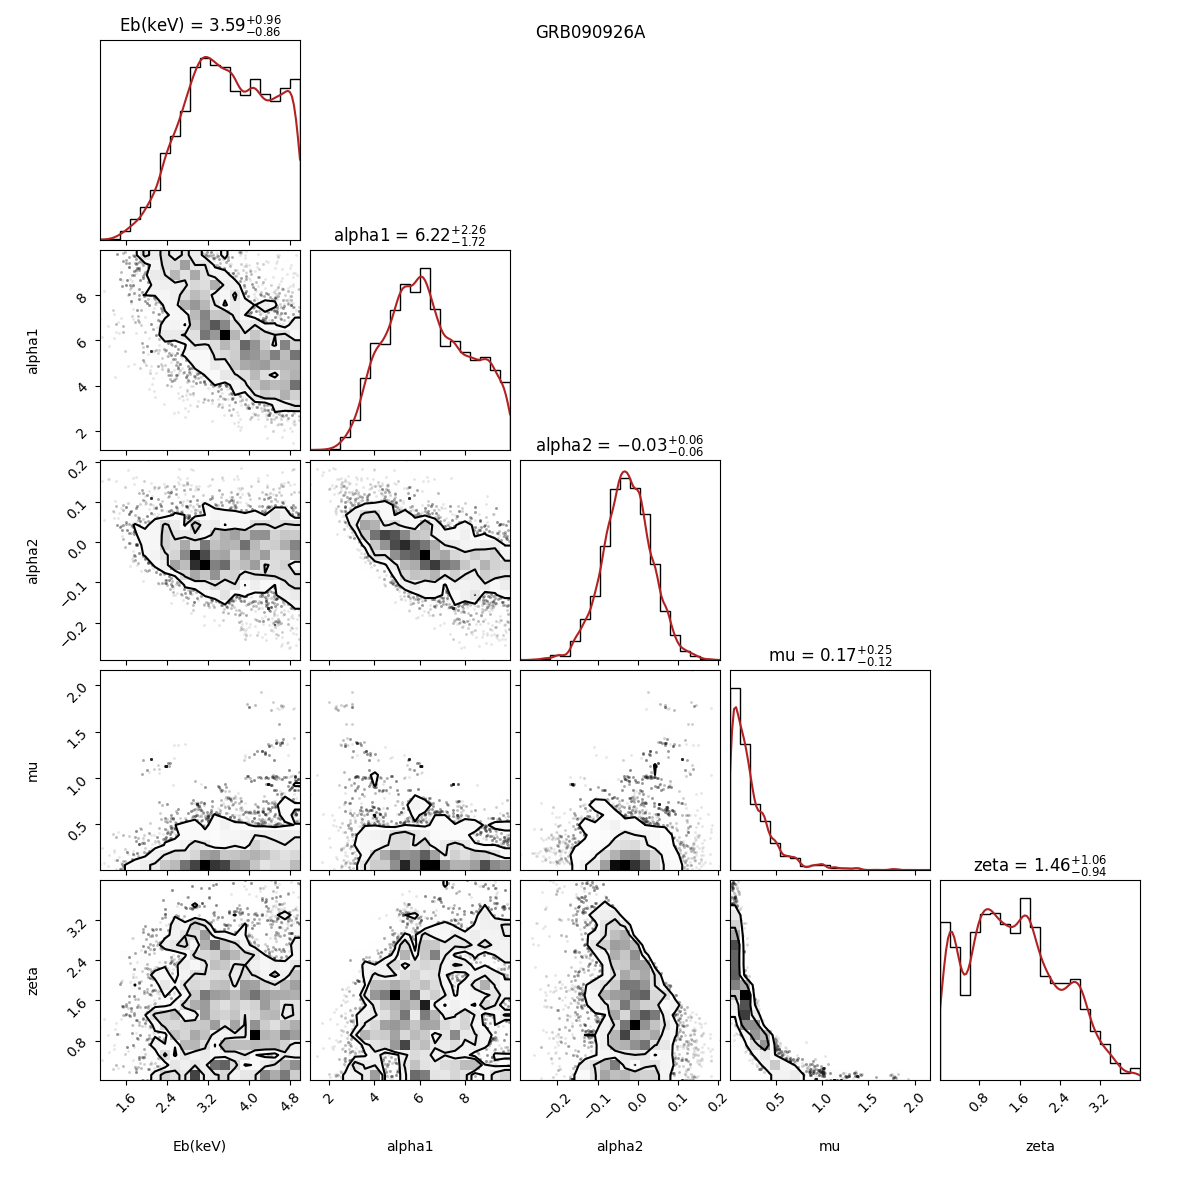 GRB090926A
Eb(keV) = 3.59+0.96 −0.86
alpha1 = 6.22+2.26 −1.72
alpha1
8
6
4
2
alpha2 = −0.03+0.06 −0.06
alpha2
0.2
0.1
0.0
−0.1
−0.2
mu = 0.17+0.25 −0.12
mu
2.0
1.5
1.0
0.5
zeta = 1.46+1.06 −0.94
zeta
3.2
2.4
1.6
0.8
1.6 2.4 3.2 4.0 4.8
2 4 6 8
−0.2 −0.1 0.0 0.1 0.2
0.5 1.0 1.5 2.0
0.8 1.6 2.4 3.2
Eb(keV) alpha1 alpha2 mu zeta